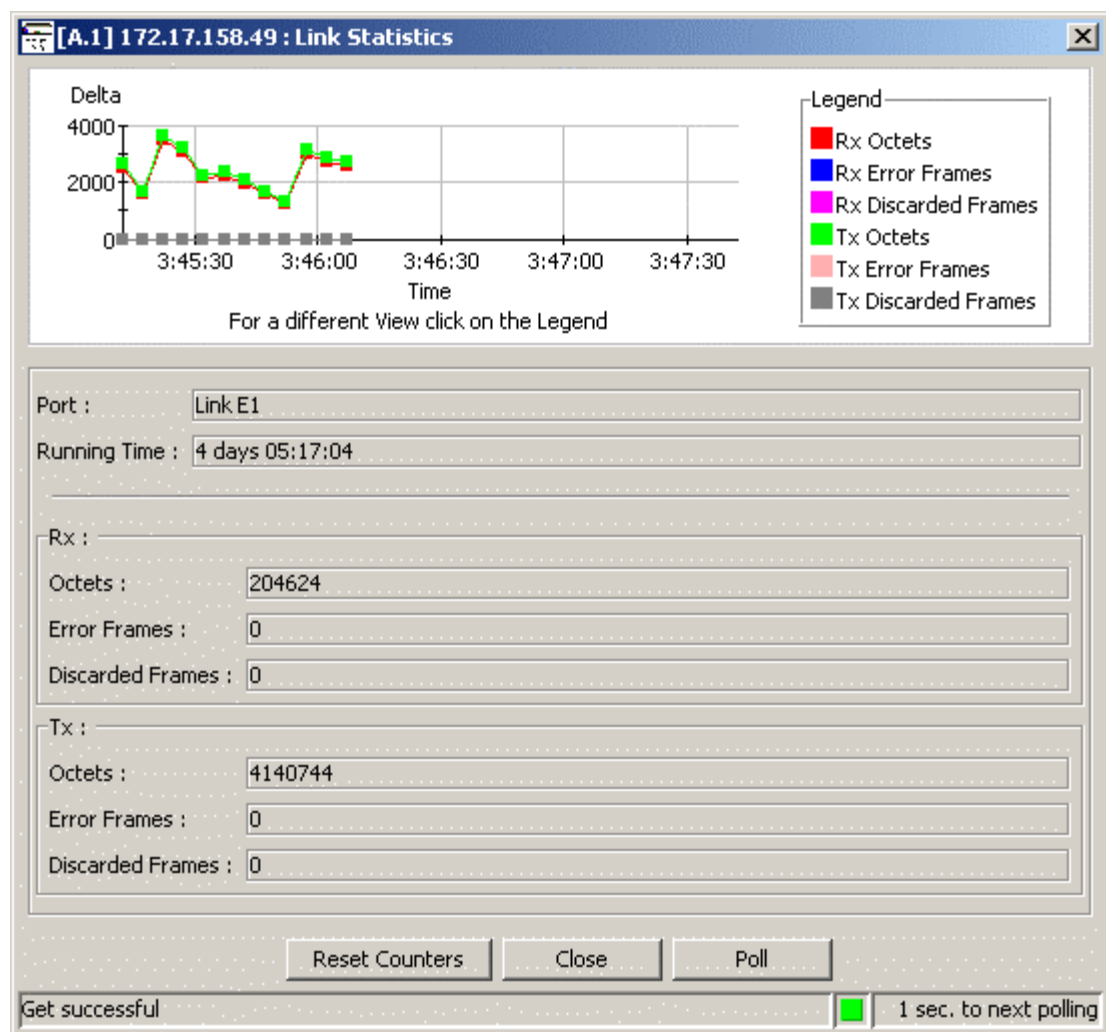 [A.1] 172.17.158.49 : Link Statistics
Delta
4000
2000
0
3:45:30 3:46:00 3:46:30 3:47:00 3:47:30
Time
For a different View click on the Legend
Legend
Rx Octets
Rx Error Frames
Rx Discarded Frames
Tx Octets
Tx Error Frames
Tx Discarded Frames
Port : Link E1
Running Time : 4 days 05:17:04
Rx :
Octets : 204624
Error Frames : 0
Discarded Frames : 0
Tx :
Octets : 4140744
Error Frames : 0
Discarded Frames : 0
Reset Counters Close Poll
Get successful 1 sec. to next polling